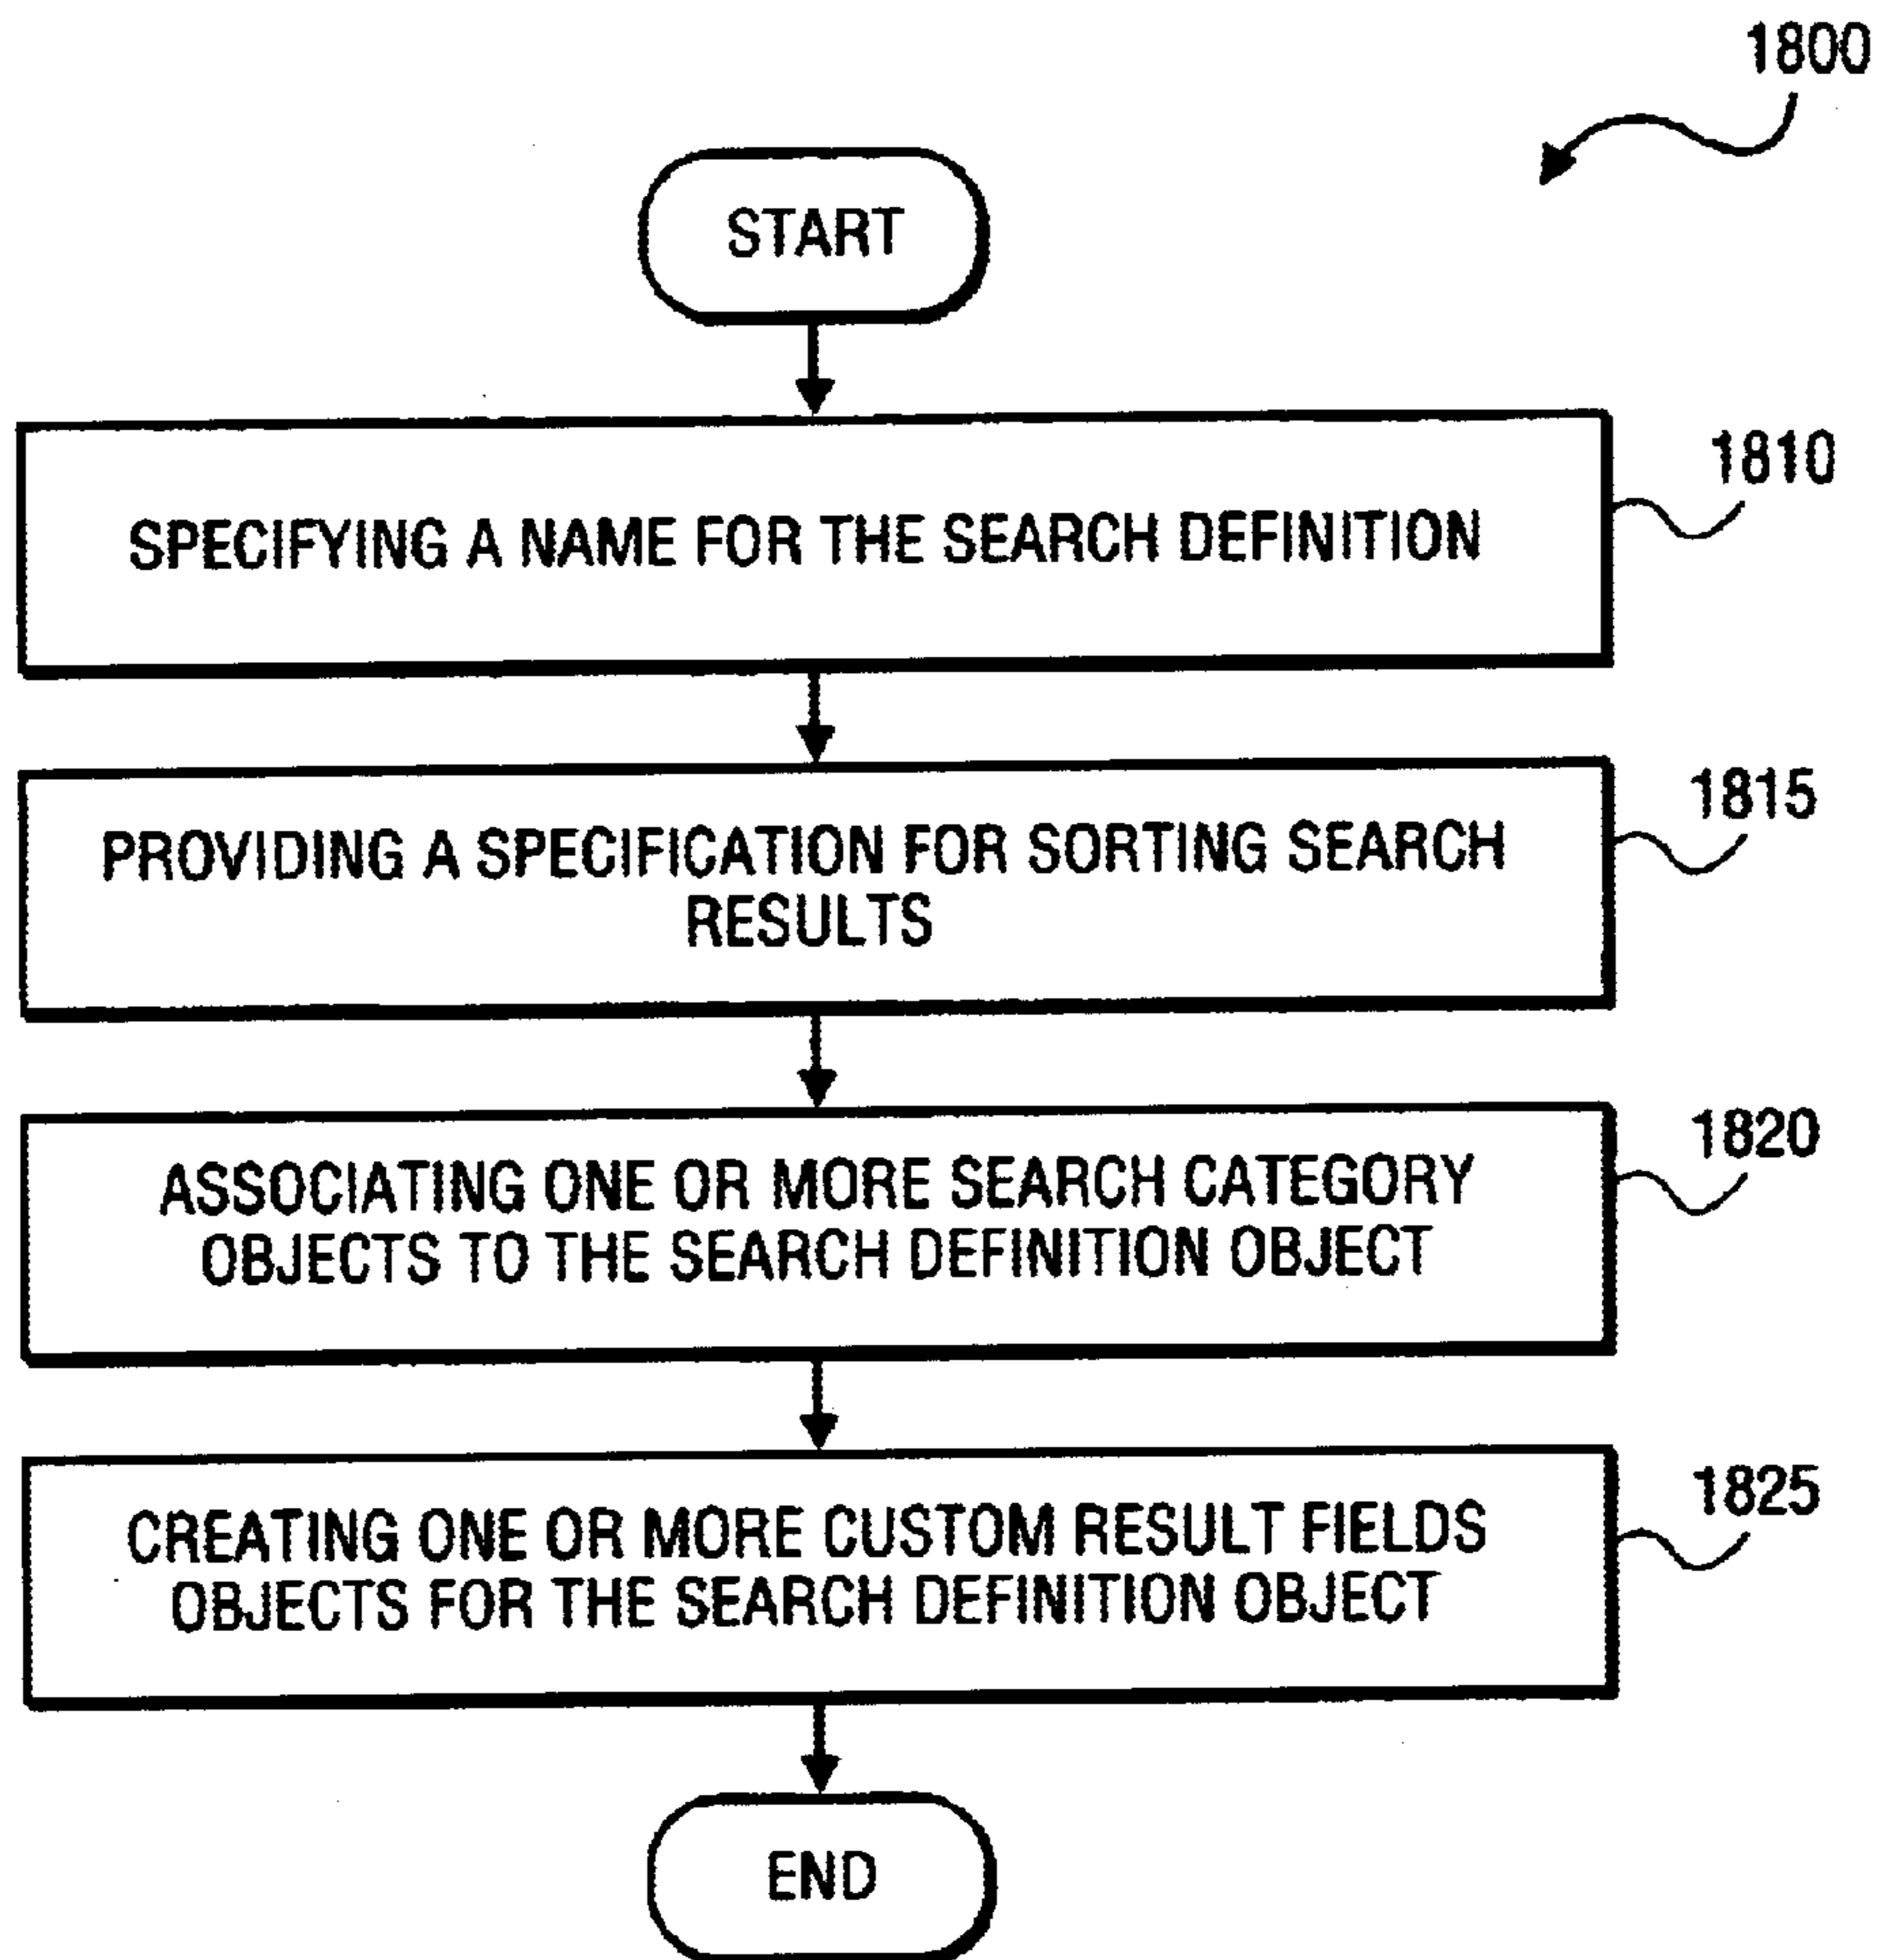 1800
START
SPECIFYING A NAME FOR THE SEARCH DEFINITION
1810
PROVIDING A SPECIFICATION FOR SORTING SEARCH
RESULTS
1815
ASSOCIATING ONE OR MORE SEARCH CATEGORY
OBJECTS TO THE SEARCH DEFINITION OBJECT
1820
CREATING ONE OR MORE CUSTOM RESULT FIELDS
OBJECTS FOR THE SEARCH DEFINITION OBJECT
1825
END